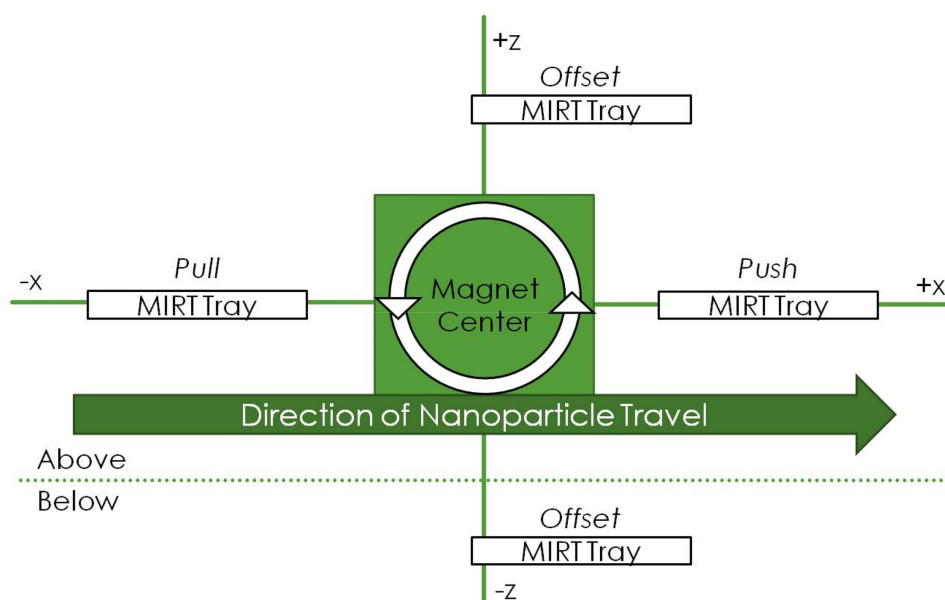 +z
Offset
MIRT Tray
-x
Pull
MIRT Tray
Magnet
Center
Push
MIRT Tray
+x
Direction of Nanoparticle Travel
Above
Below
Offset
MIRT Tray
-z